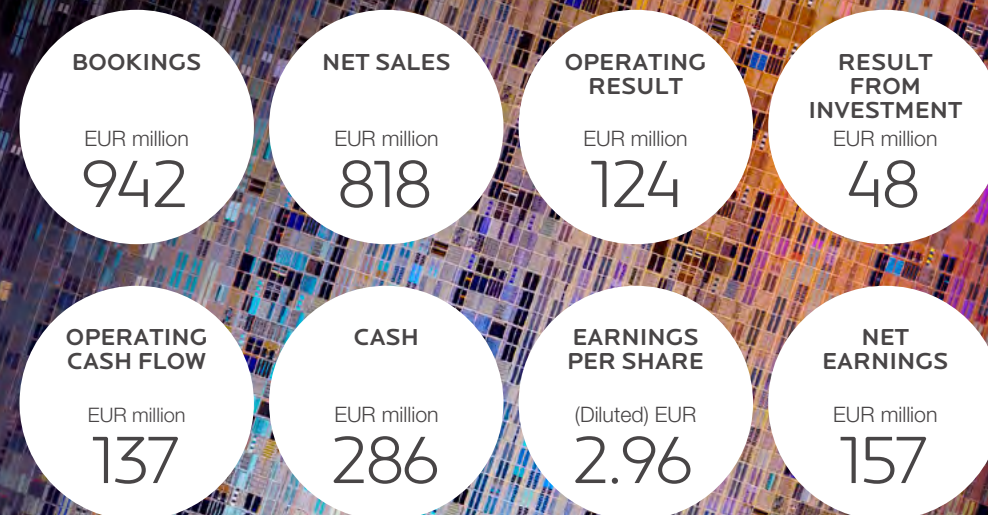 BOOKINGS
EUR million
942
NET SALES
EUR million
818
OPERATING
RESULT
EUR million
124
RESULT
FROM
INVESTMENT
EUR million
48
OPERATING
CASH FLOW
EUR million
137
CASH
EUR million
286
EARNINGS
PER SHARE
(Diluted) EUR
2.96
NET
EARNINGS
EUR million
157